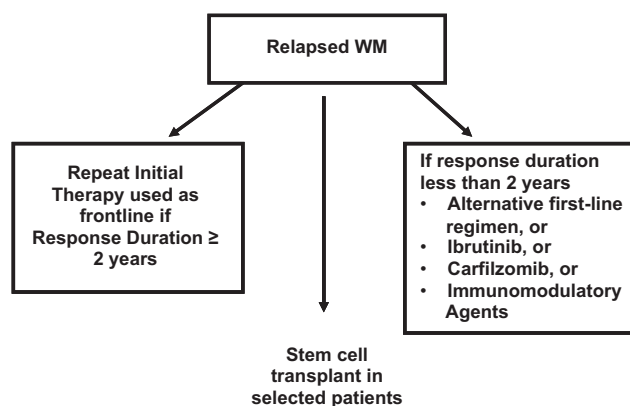 Relapsed WM
Repeat Initial
Therapy used as
frontline if
Response Duration ≥
2 years
If response duration
less than 2 years
• Alternative first-line
regimen, or
• Ibrutinib, or
• Carfilzomib, or
• Immunomodulatory
Agents
Stem cell
transplant in
selected patients